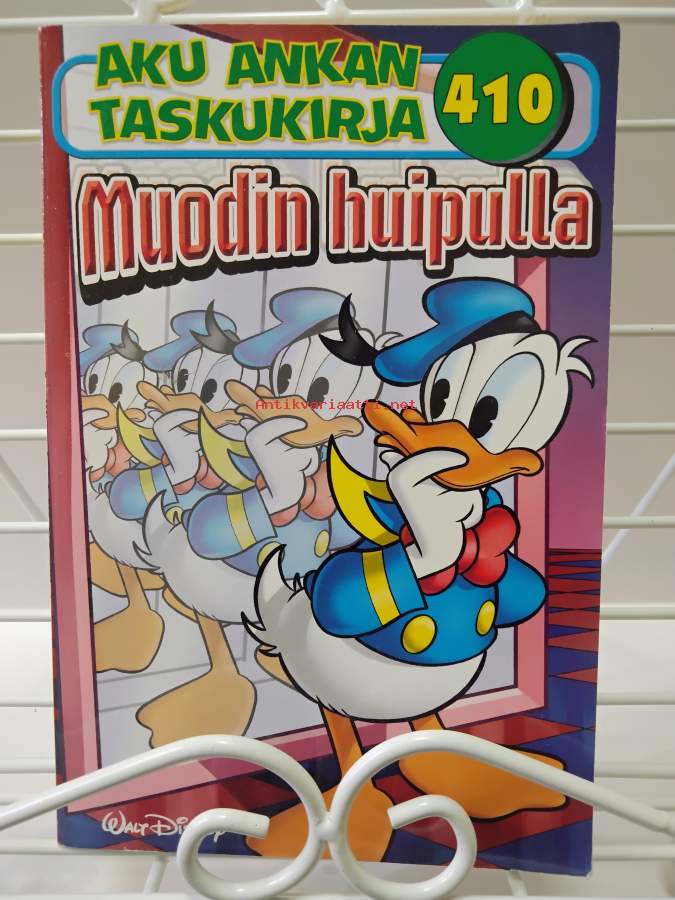 AKU ANKAN
TASKUKIRJA
410
Muodin huipulla
Antikvariaatti.net
WALT DISNEY